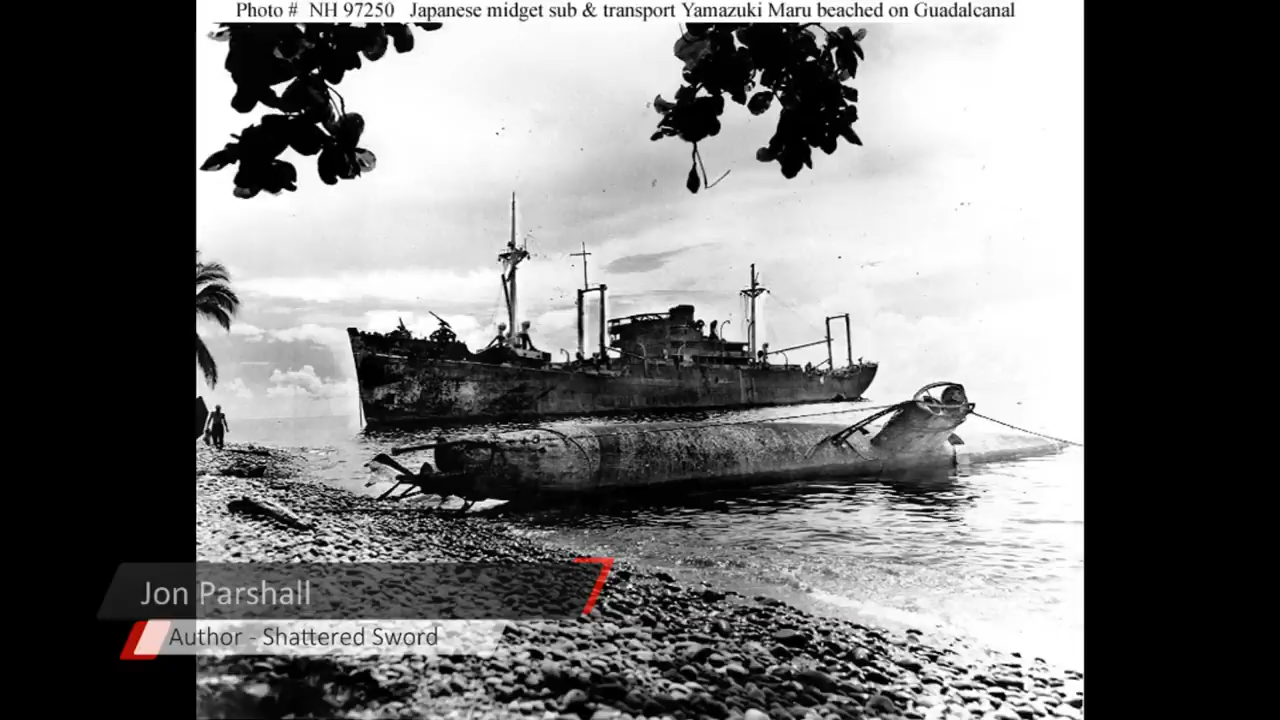 Photo # NH 97250 Japanese midget sub & transport Yamazuki Maru beached on Guadalcanal
Jon Parshall
Author - Shattered Sword